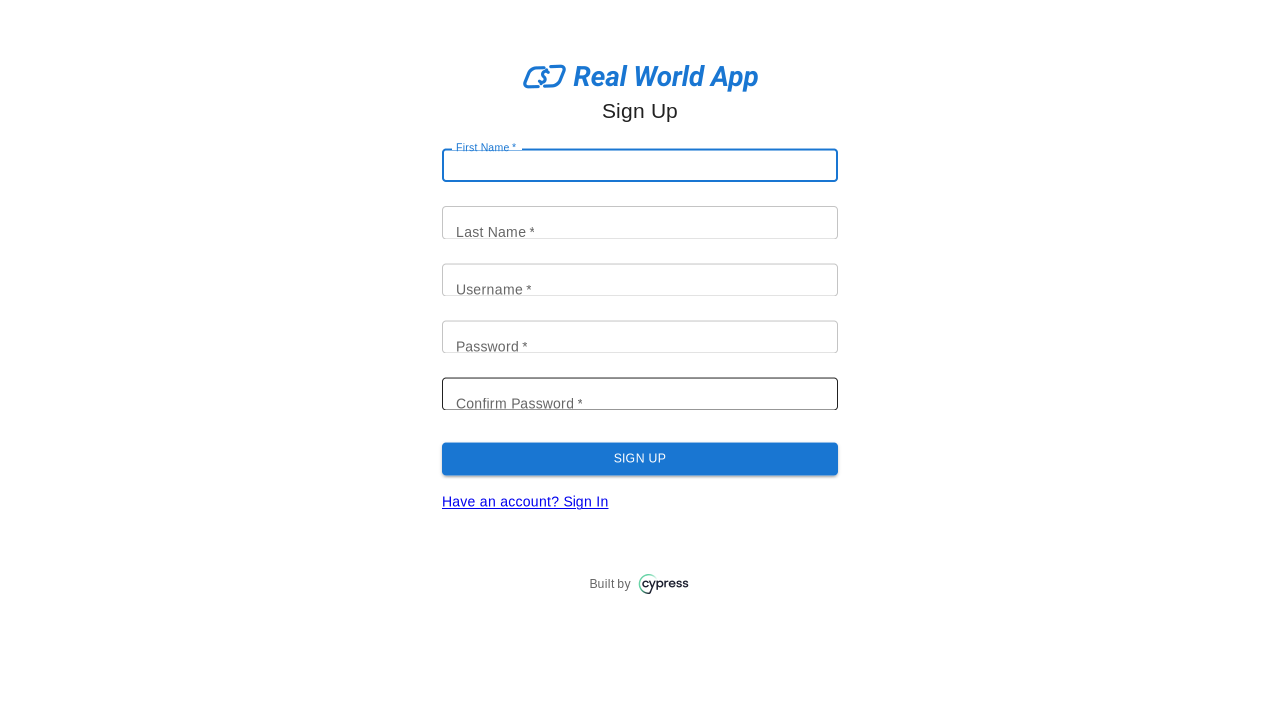 Real World App
Sign Up
First Name *
Last Name *
Username *
Password *
Confirm Password *
SIGN UP
Have an account? Sign In
Built by cypress